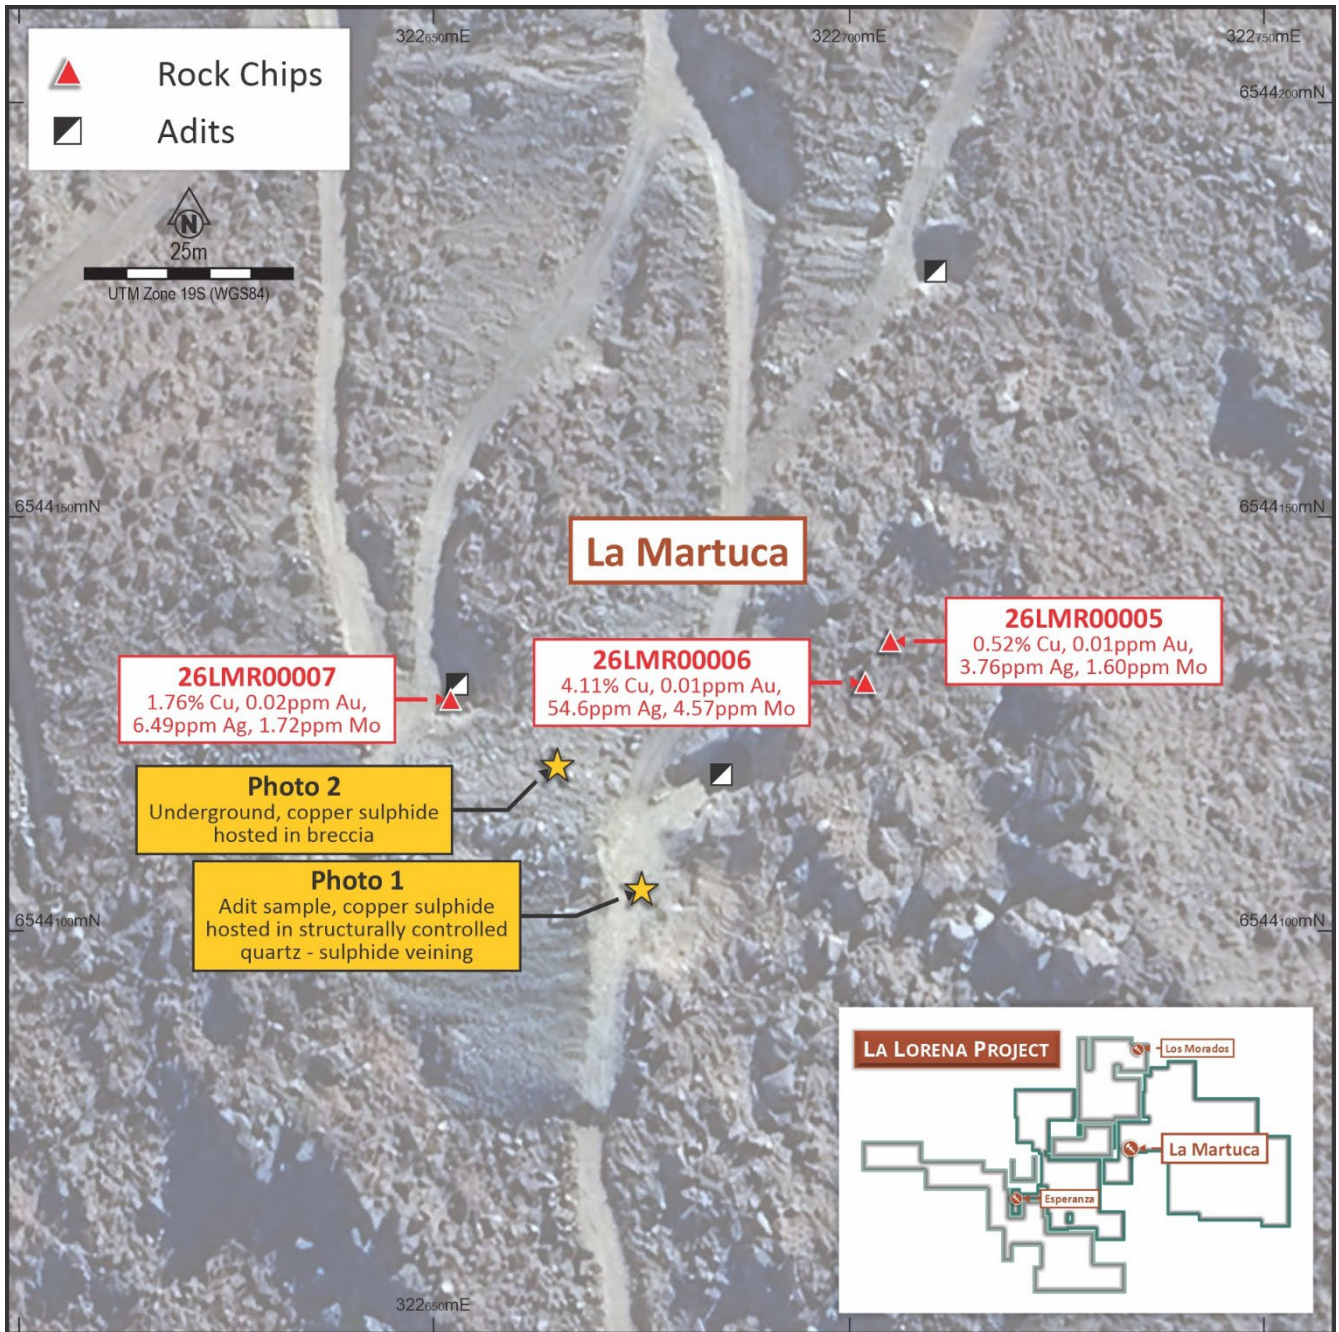 322650mE
322700mE
322750mE
Rock Chips
Adits
6544200mN
N
25m
UTM Zone 19S (WGS84)
6544150mN
6544150mN
La Martuca
26LMR00005
0.52% Cu, 0.01ppm Au,
3.76ppm Ag, 1.60ppm Mo
26LMR00006
4.11% Cu, 0.01ppm Au,
54.6ppm Ag, 4.57ppm Mo
26LMR00007
1.76% Cu, 0.02ppm Au,
6.49ppm Ag, 1.72ppm Mo
Photo 2
Underground, copper sulphide
hosted in breccia
Photo 1
Adit sample, copper sulphide
hosted in structurally controlled
quartz - sulphide veining
6544100mN
6544100mN
LA LORENA PROJECT
Los Morados
La Martuca
Esperanza
322650mE